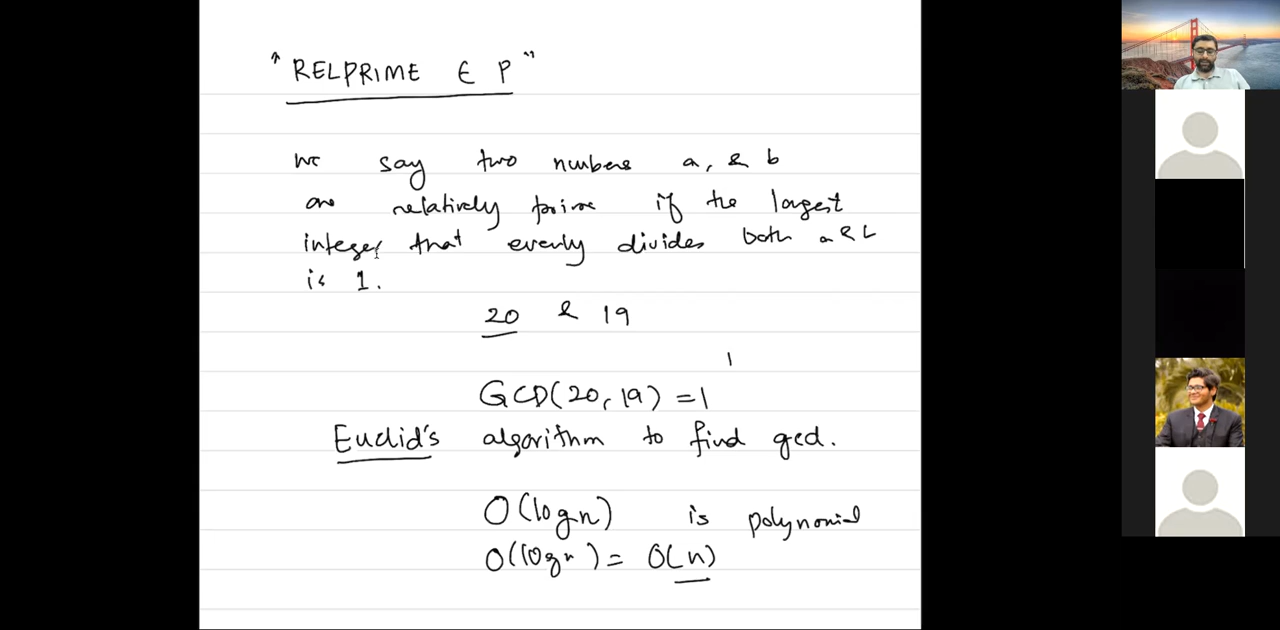 "RELPRIME ∈ P"
we say two numbers a, & b
are relatively prime if the largest
integer that evenly divides both a & b
is 1.
20 & 19
1
GCD(20, 19) = 1
Euclid's algorithm to find gcd.
O(log n) is polynomial
O(log n) = O(n)